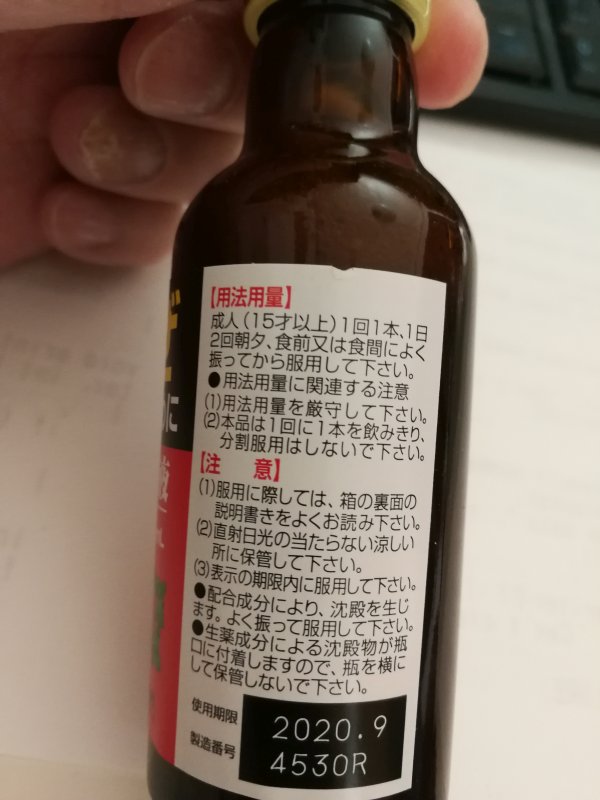 【用法用量】
成人(15才以上)1回1本、1日
2回朝夕、食前又は食間によく
振ってから服用して下さい。
●用法用量に関連する注意
(1)用法用量を厳守して下さい。
(2)本品は1回に1本を飲みきり、
分割服用はしないで下さい。
【注 意】
(1)服用に際しては、箱の裏面の
説明書きをよくお読み下さい。
(2)直射日光の当たらない涼しい
所に保管して下さい。
(3)表示の期限内に服用して下さい。
●配合成分により、沈殿を生じ
ます。よく振って服用して下さい。
●生薬成分による沈殿物が瓶
口に付着しますので、瓶を横に
して保管しないで下さい。
使用期限 2020.9
製造番号 4530R
に
液